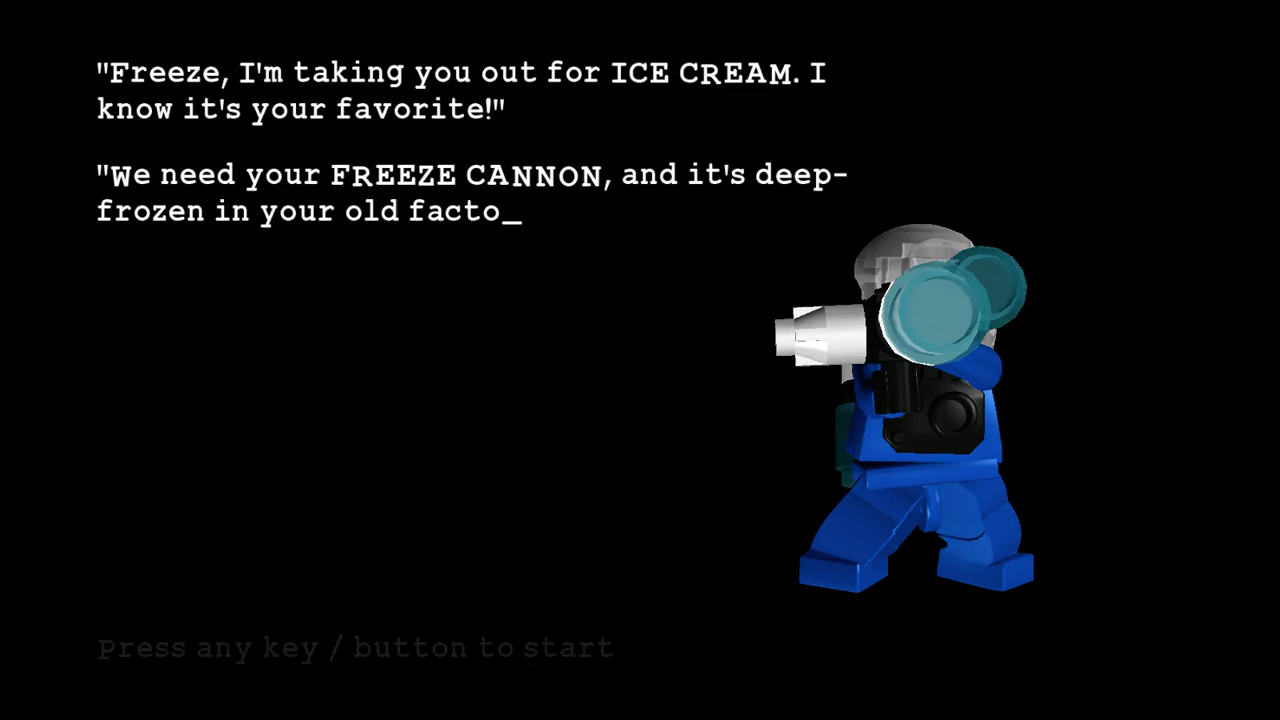 "Freeze, I'm taking you out for ICE CREAM. I
know it's your favorite!"
"We need your FREEZE CANNON, and it's deep-
frozen in your old facto_
Press any key / button to start